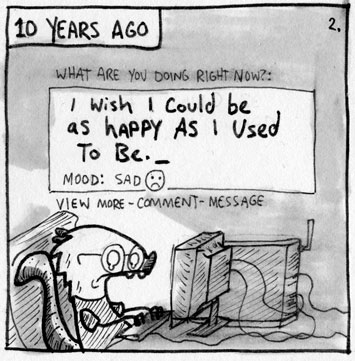 10 YEARS AGO
2.
WHAT ARE YOU DOING RIGHT NOW?:
I Wish I Could be
as hAPPY AS I Used
To Be._
MOOD: SAD
VIEW MORE-COMMENT-MESSAGE